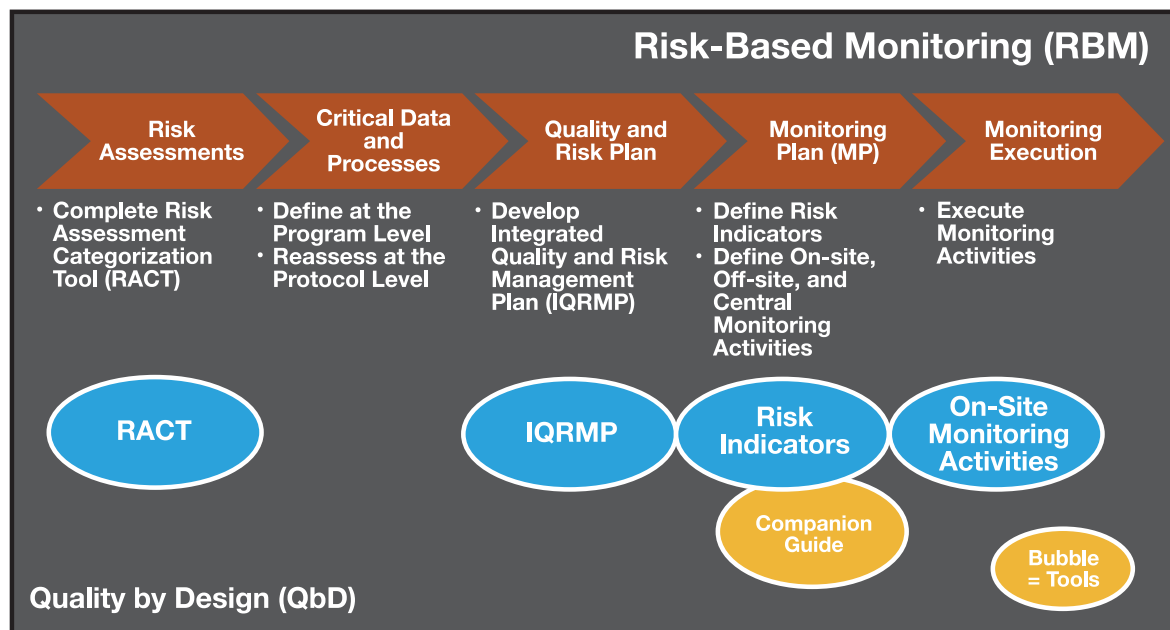 Risk-Based Monitoring (RBM)
Risk
Assessments
Critical Data
and
Processes
Quality and
Risk Plan
Monitoring
Plan (MP)
Monitoring
Execution
• Complete Risk
Assessment
Categorization
Tool (RACT)
• Define at the
Program Level
• Reassess at the
Protocol Level
• Develop
Integrated
Quality and Risk
Management
Plan (IQRMP)
• Define Risk
Indicators
• Define On-site,
Off-site, and
Central
Monitoring
Activities
• Execute
Monitoring
Activities
RACT
IQRMP
Risk
Indicators
On-Site
Monitoring
Activities
Companion
Guide
Bubble
= Tools
Quality by Design (QbD)